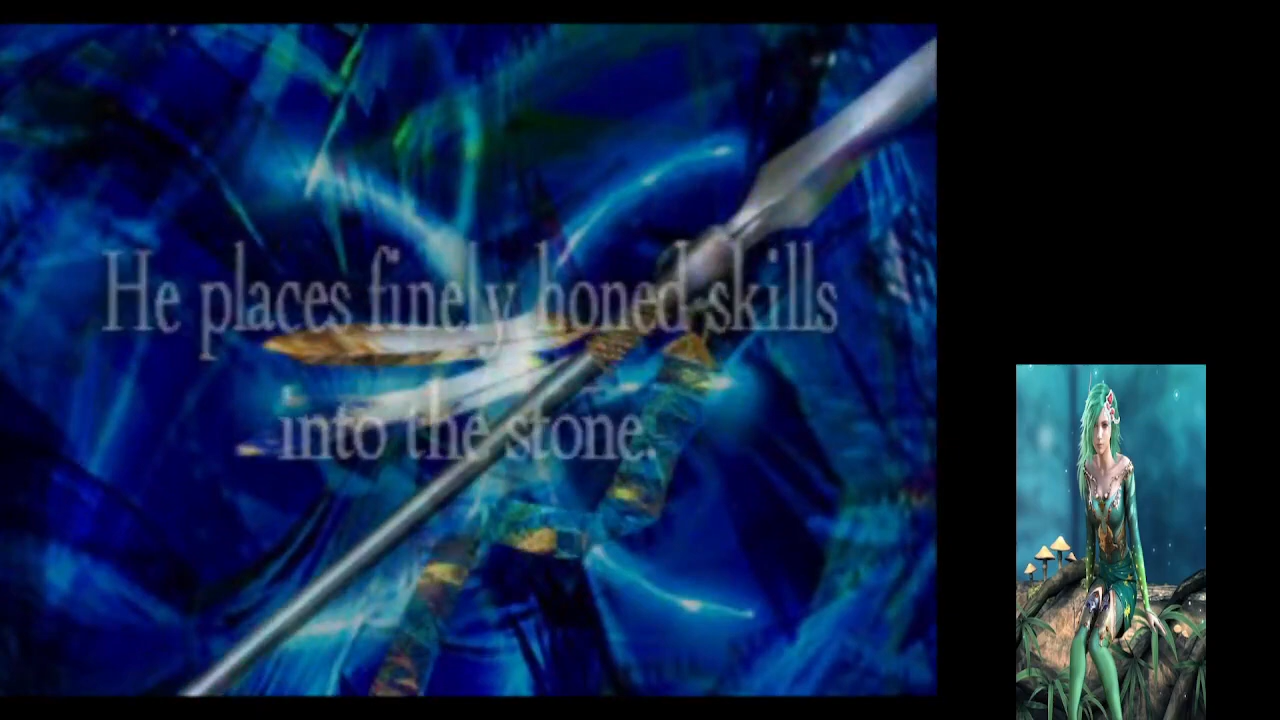 He places finely honed skills
into the stone.